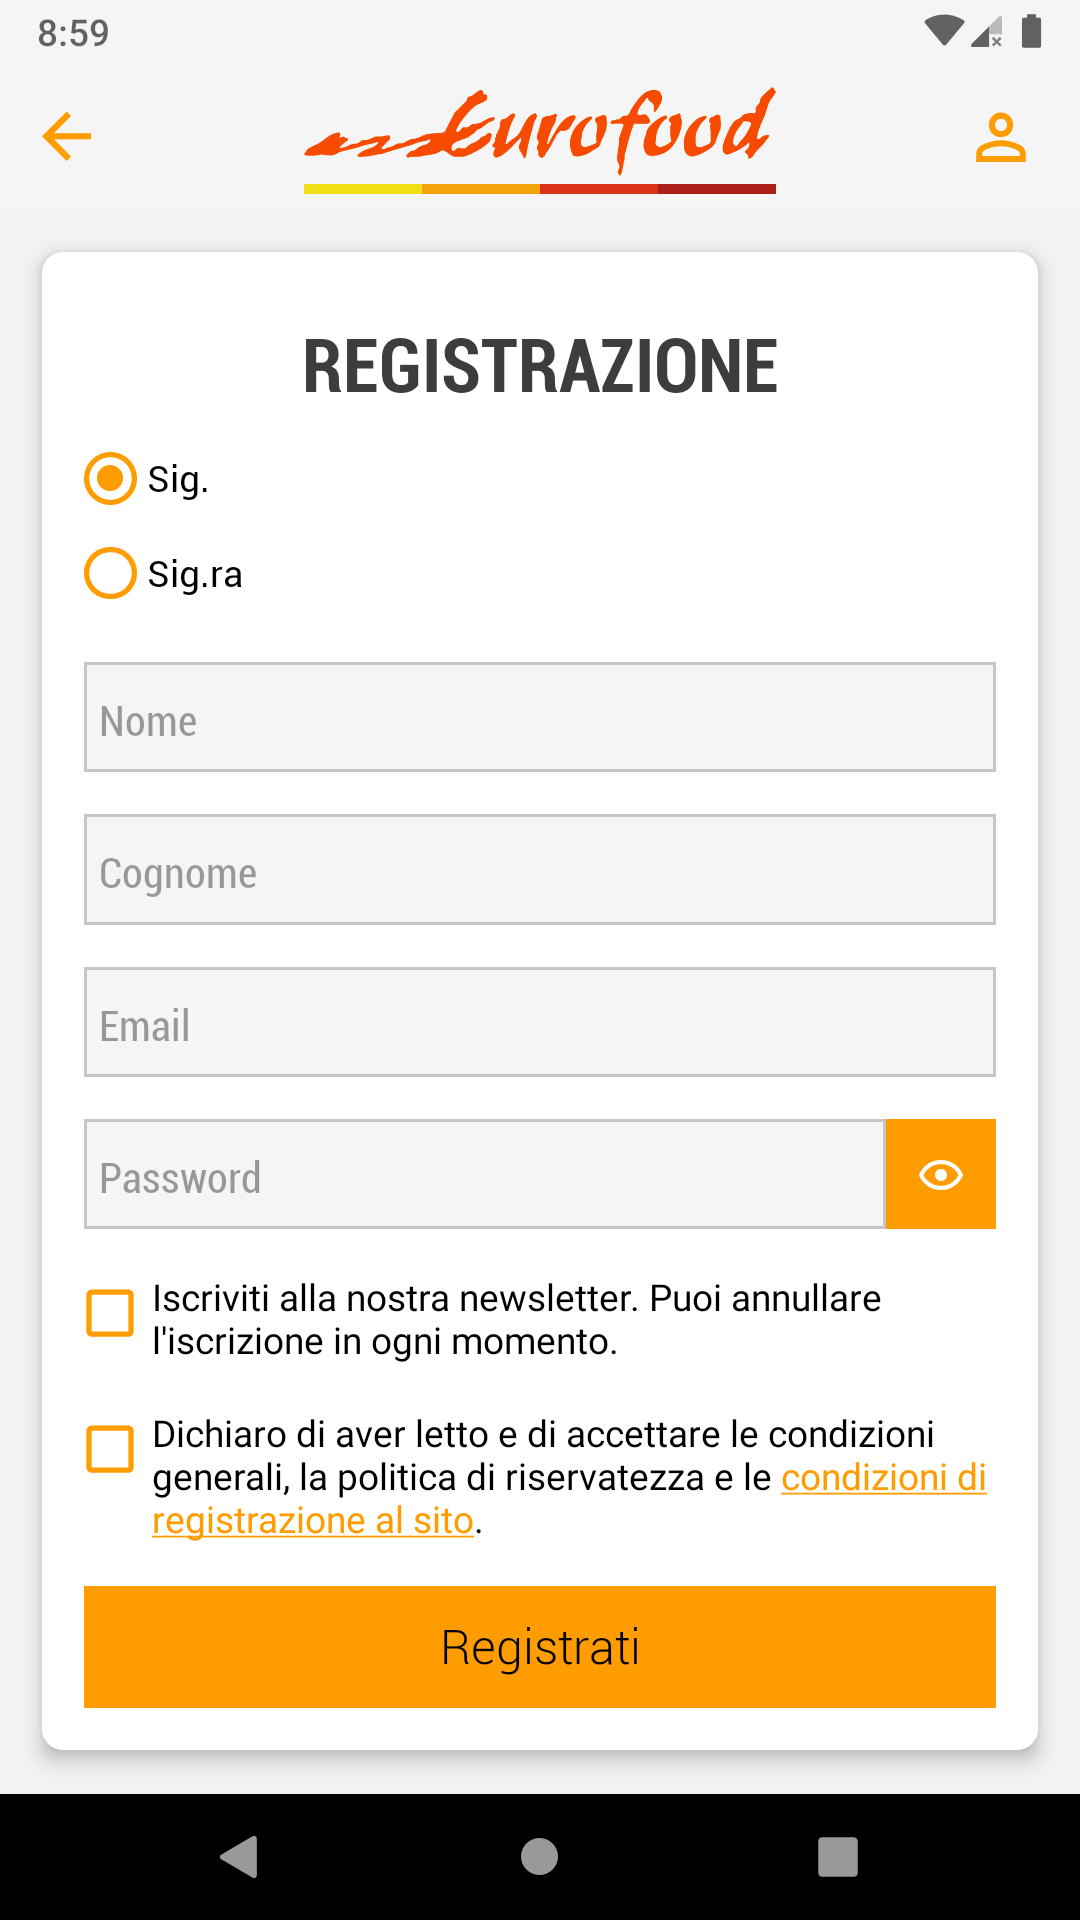 8:59
Eurofood
REGISTRAZIONE
Sig.
Sig.ra
Nome
Cognome
Email
Password
Iscriviti alla nostra newsletter. Puoi annullare
l'iscrizione in ogni momento.
Dichiaro di aver letto e di accettare le condizioni
generali, la politica di riservatezza e le condizioni di
registrazione al sito.
Registrati